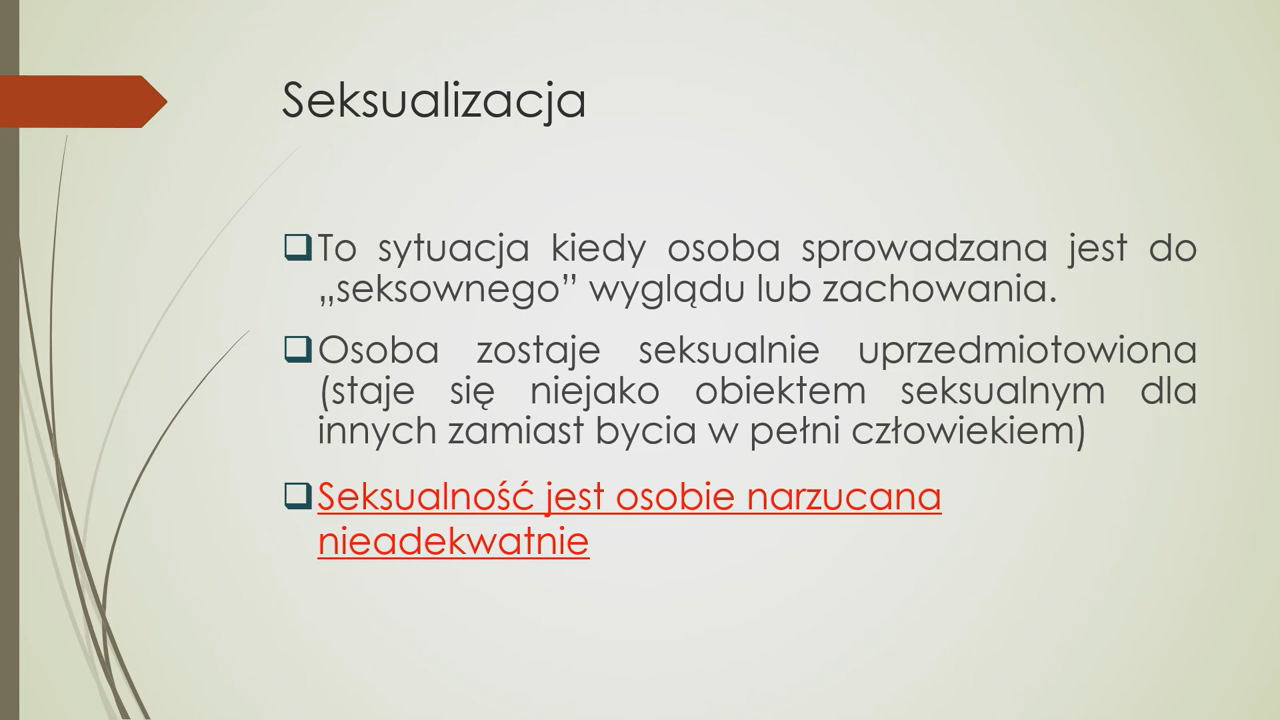 Seksualizacja
To sytuacja kiedy osoba sprowadzana jest do
„seksownego” wyglądu lub zachowania.
Osoba zostaje seksualnie uprzedmiotowiona
(staje się niejako obiektem seksualnym dla
innych zamiast bycia w pełni człowiekiem)
Seksualność jest osobie narzucana
nieadekwatnie